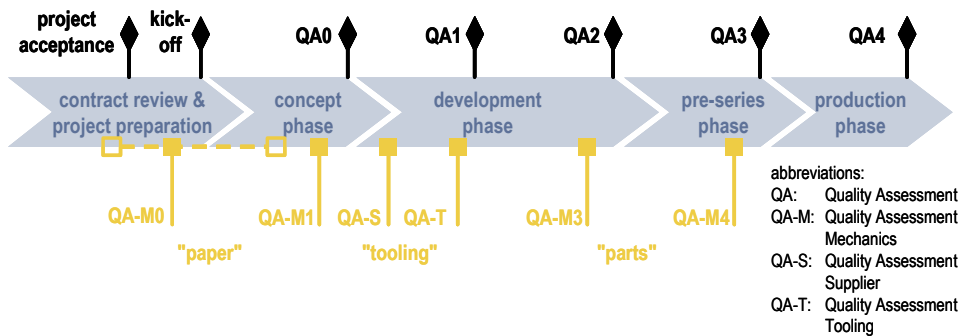 project
acceptance
kick-
off
QA0
QA1
QA2
QA3
QA4
contract review &
project preparation
concept
phase
development
phase
pre-series
phase
production
phase
QA-M0
QA-M1
QA-S
QA-T
QA-M3
QA-M4
"paper"
"tooling"
"parts"
abbreviations:
QA: Quality Assessment
QA-M: Quality Assessment
Mechanics
QA-S: Quality Assessment
Supplier
QA-T: Quality Assessment
Tooling